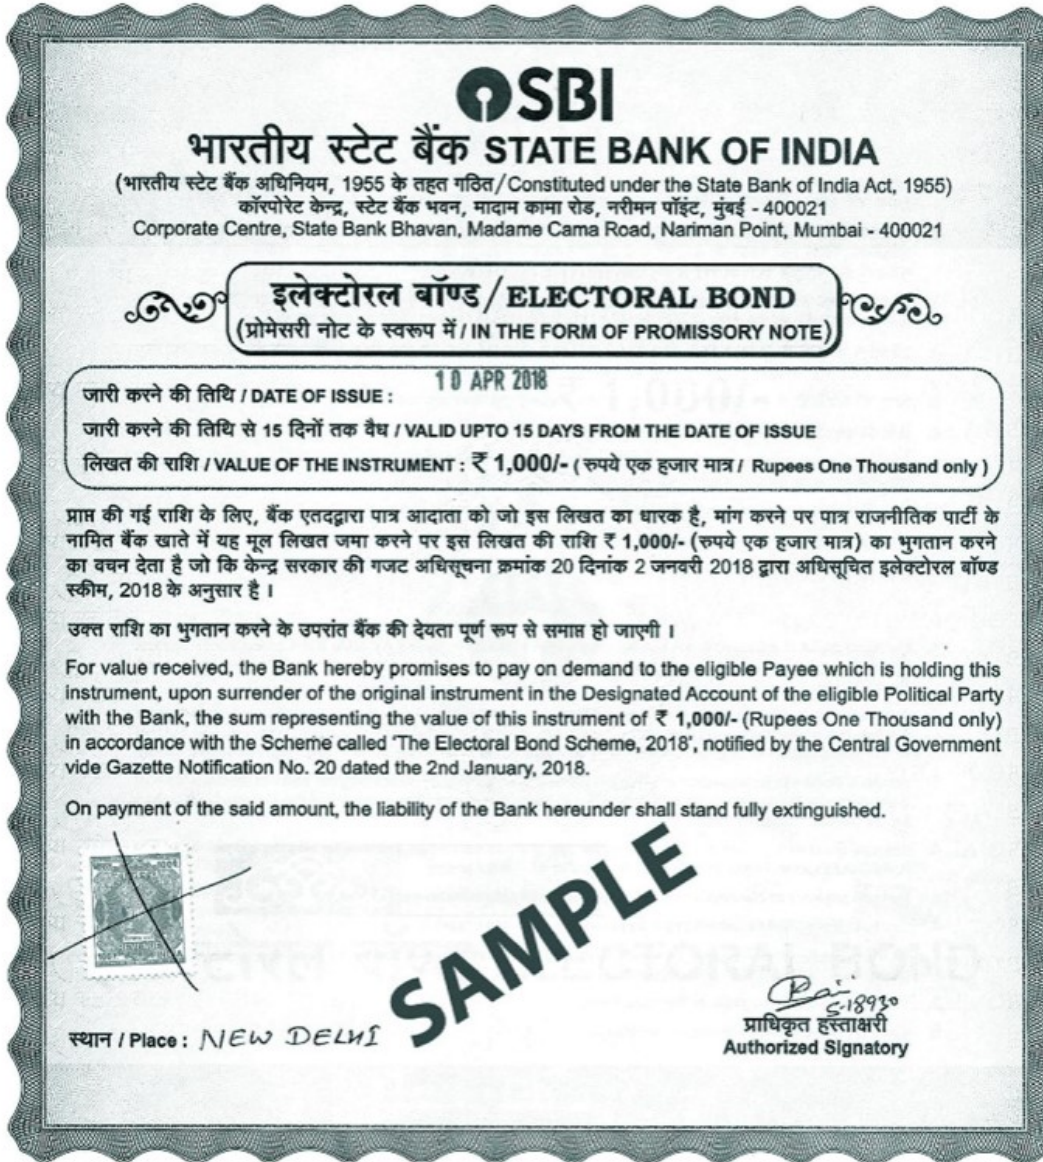 SBI
भारतीय स्टेट बैंक STATE BANK OF INDIA
(भारतीय स्टेट बैंक अधिनियम, 1955 के तहत गठित/Constituted under the State Bank of India Act, 1955)
कॉरपोरेट केन्द्र, स्टेट बैंक भवन, मादाम कामा रोड, नरीमन पॉइंट, मुंबई - 400021
Corporate Centre, State Bank Bhavan, Madame Cama Road, Nariman Point, Mumbai - 400021
इलेक्टोरल बॉण्ड/ELECTORAL BOND
(प्रोमेसरी नोट के स्वरूप में / IN THE FORM OF PROMISSORY NOTE)
10 APR 2018
जारी करने की तिथि / DATE OF ISSUE :
जारी करने की तिथि से 15 दिनों तक वैध / VALID UPTO 15 DAYS FROM THE DATE OF ISSUE
लिखत की राशि / VALUE OF THE INSTRUMENT : ₹ 1,000/- (रुपये एक हजार मात्र / Rupees One Thousand only )
प्राप्त की गई राशि के लिए, बैंक एतदद्वारा पात्र आदाता को जो इस लिखत का धारक है, मांग करने पर पात्र राजनीतिक पार्टी के
नामित बैंक खाते में यह मूल लिखत जमा करने पर इस लिखत की राशि ₹ 1,000/- (रुपये एक हजार मात्र) का भुगतान करने
का वचन देता है जो कि केन्द्र सरकार की गजट अधिसूचना क्रमांक 20 दिनांक 2 जनवरी 2018 द्वारा अधिसूचित इलेक्टोरल बॉण्ड
स्कीम, 2018 के अनुसार है ।
उक्त राशि का भुगतान करने के उपरांत बैंक की देयता पूर्ण रूप से समाप्त हो जाएगी ।
For value received, the Bank hereby promises to pay on demand to the eligible Payee which is holding this
instrument, upon surrender of the original instrument in the Designated Account of the eligible Political Party
with the Bank, the sum representing the value of this instrument of ₹ 1,000/- (Rupees One Thousand only)
in accordance with the Scheme called 'The Electoral Bond Scheme, 2018', notified by the Central Government
vide Gazette Notification No. 20 dated the 2nd January, 2018.
On payment of the said amount, the liability of the Bank hereunder shall stand fully extinguished.
REVENUE
SAMPLE
S-18930
स्थान / Place : NEW DELHI
प्राधिकृत हस्ताक्षरी
Authorized Signatory